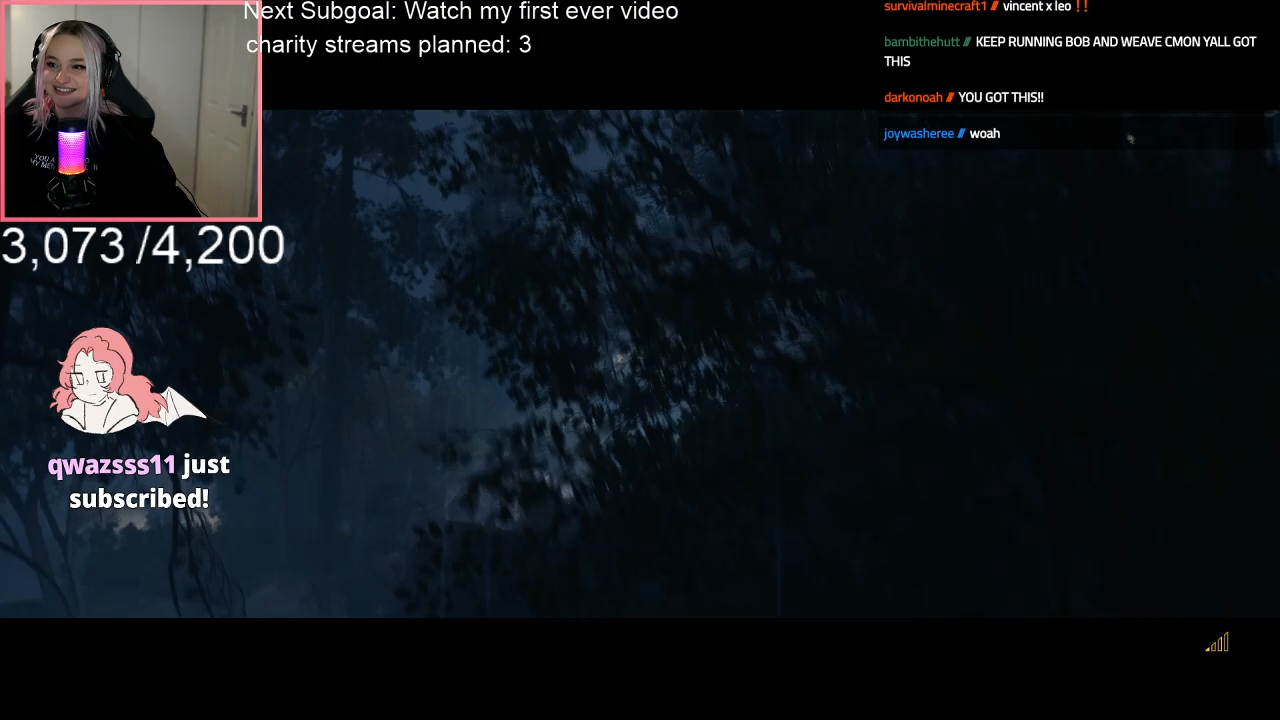 Next Subgoal: Watch my first ever video
charity streams planned: 3
survivalminecraft1 // vincent x leo !!
bambithehutt // KEEP RUNNING BOB AND WEAVE CMON YALL GOT
THIS
darkonoah // YOU GOT THIS!!
joywasheree // woah
3,073 /4,200
qwazsss11 just
subscribed!